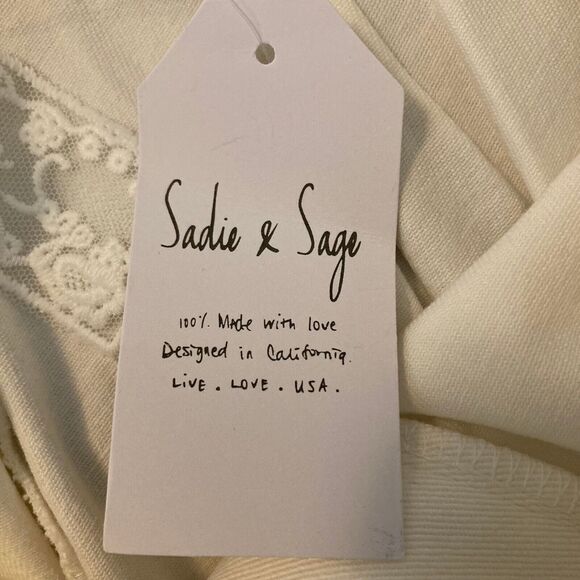 Sadie & Sage
100% Made with love
Designed in California.
LIVE . LOVE . USA .